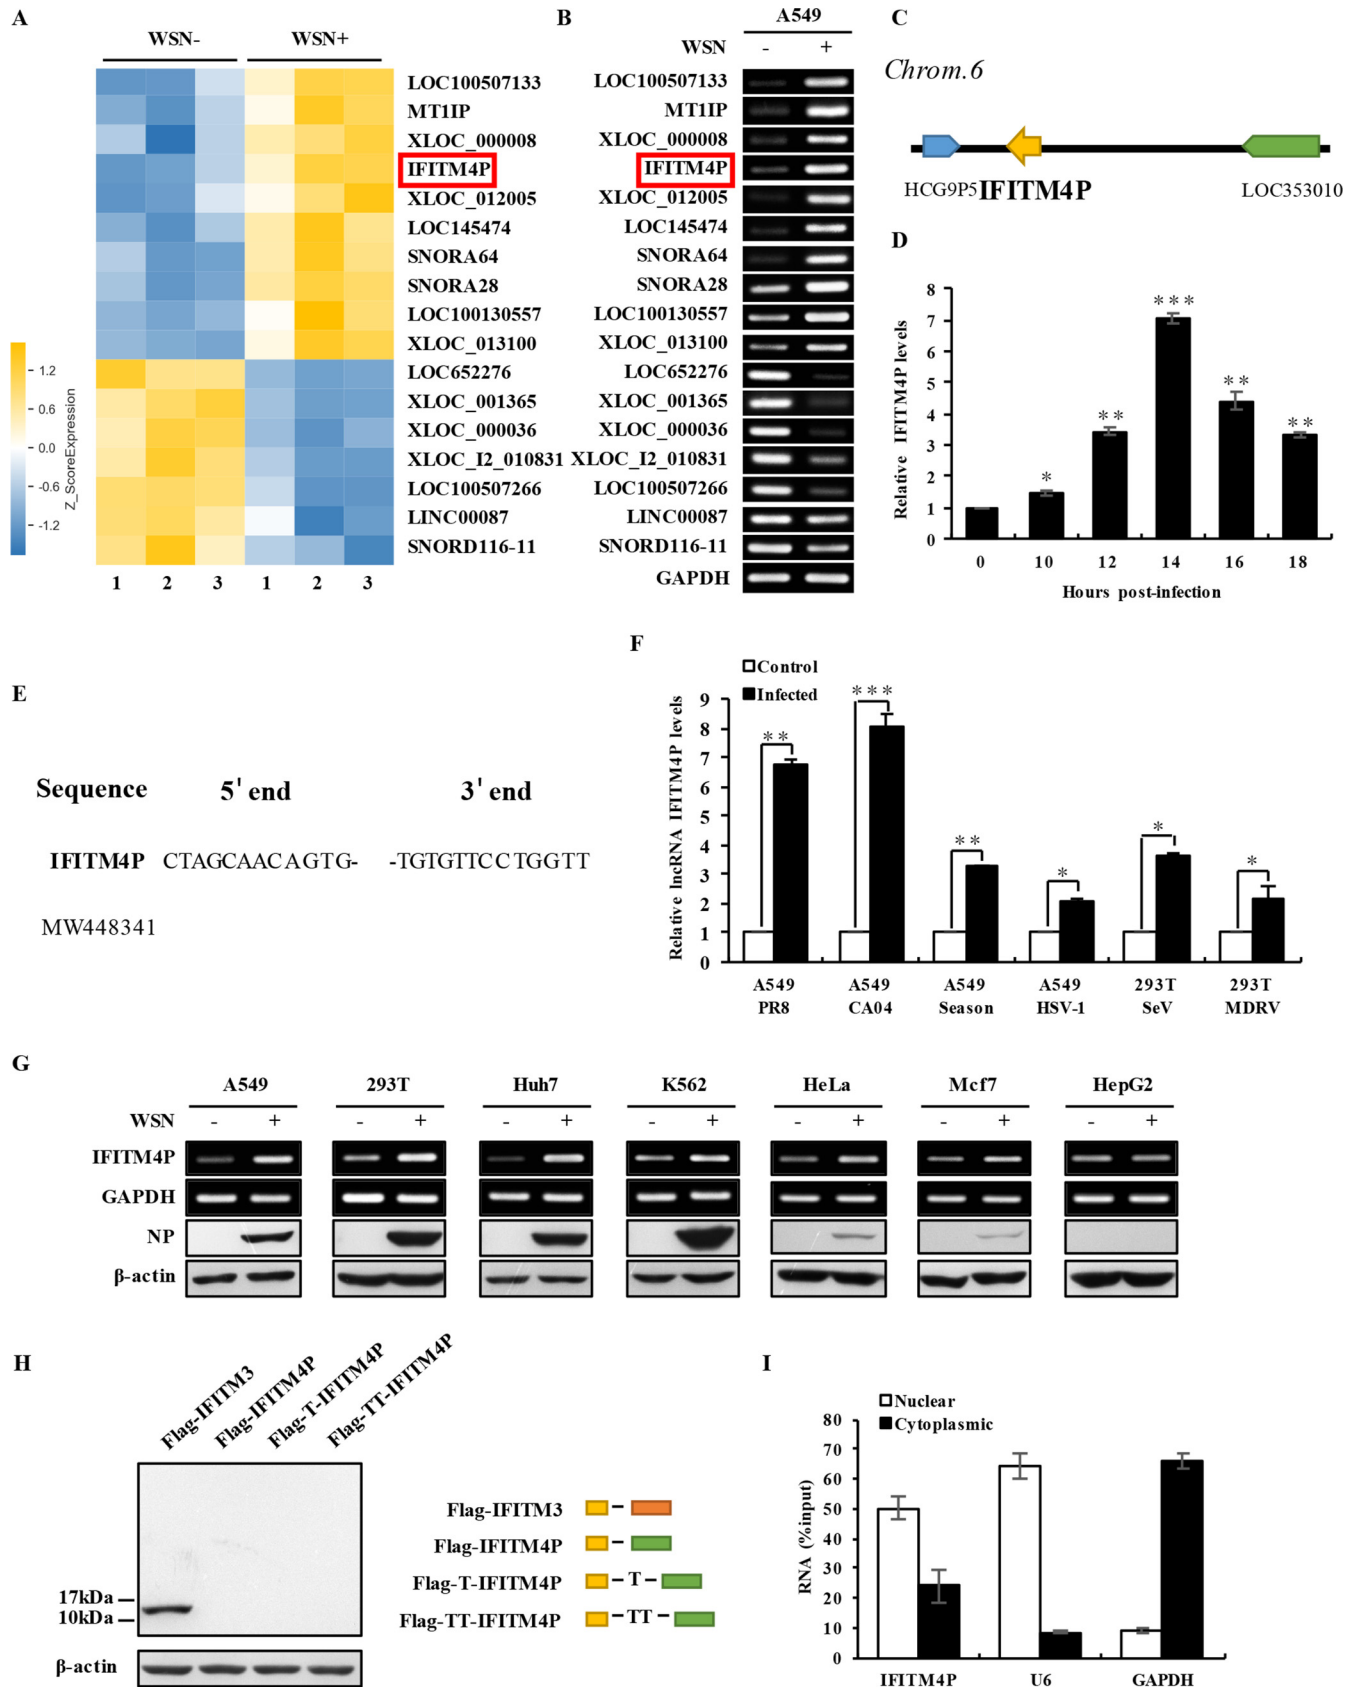 A
WSN-
WSN+
LOC100507133
MT1IP
XLOC_000008
IFITM4P
XLOC_012005
LOC145474
SNORA64
SNORA28
LOC100130557
XLOC_013100
LOC652276
XLOC_001365
XLOC_000036
XLOC_I2_010831
LOC100507266
LINC00087
SNORD116-11
1.2
0.6
0.0
-0.6
-1.2
Z_ScoreExpression
1 2 3 1 2 3
B
A549
WSN - +
LOC100507133
MT1IP
XLOC_000008
IFITM4P
XLOC_012005
LOC145474
SNORA64
SNORA28
LOC100130557
XLOC_013100
LOC652276
XLOC_001365
XLOC_000036
XLOC_I2_010831
LOC100507266
LINC00087
SNORD116-11
GAPDH
C
Chrom.6
HCG9P5 IFITM4P LOC353010
D
Relative IFITM4P levels
8
7
6
5
4
3
2
1
0
* ** *** ** **
0 10 12 14 16 18
Hours post-infection
E
Sequence 5' end 3' end
IFITM4P CTAGCAACAGTG- -TGTGTTCCTGGTT
MW448341
F
Control
Infected
Relative lncRNA IFITM4P levels
9
8
7
6
5
4
3
2
1
0
** *** ** * * *
A549 A549 A549 A549 293T 293T
PR8 CA04 Season HSV-1 SeV MDRV
G
A549 293T Huh7 K562 HeLa Mcf7 HepG2
WSN - + - + - + - + - + - + - +
IFITM4P
GAPDH
NP
β-actin
H
Flag-IFITM3
Flag-IFITM4P
Flag-T-IFITM4P
Flag-TT-IFITM4P
17kDa
10kDa
β-actin
Flag-IFITM3 -
Flag-IFITM4P -
Flag-T-IFITM4P - T -
Flag-TT-IFITM4P - TT -
I
Nuclear
Cytoplasmic
RNA (%input)
80
70
60
50
40
30
20
10
0
IFITM4P U6 GAPDH